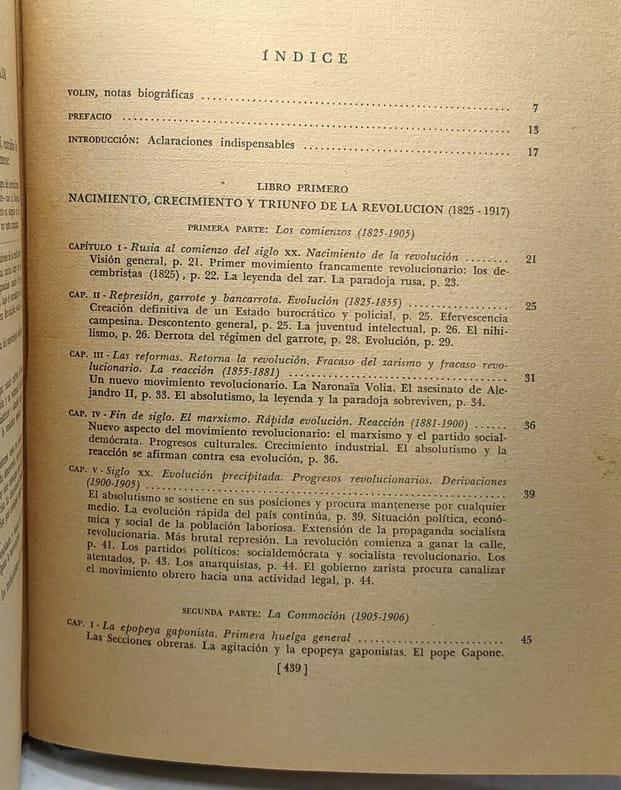 ÍNDICE
VOLIN, notas biográficas 7
PREFACIO 13
INTRODUCCIÓN: Aclaraciones indispensables 17
LIBRO PRIMERO
NACIMIENTO, CRECIMIENTO Y TRIUNFO DE LA REVOLUCION (1825 - 1917)
PRIMERA PARTE: Los comienzos (1825-1905)
CAPÍTULO I - Rusia al comienzo del siglo XX. Nacimiento de la revolución ........ 21
Visión general, p. 21. Primer movimiento francamente revolucionario: los de-
cembristas (1825), p. 22. La leyenda del zar. La paradoja rusa, p. 23.
CAP. II - Represión, garrote y bancarrota. Evolución (1825-1855) 25
Creación definitiva de un Estado burocrático y policial, p. 25. Efervescencia
campesina. Descontento general, p. 25. La juventud intelectual, p. 26. El nihi-
lismo, p. 26. Derrota del régimen del garrote, p. 28. Evolución, p. 29.
CAP. III - Las reformas. Retorna la revolución. Fracaso del zarismo y fracaso revo-
lucionario. La reacción (1855-1881) 31
Un nuevo movimiento revolucionario. La Naronaïa Volia. El asesinato de Ale-
jandro II, p. 33. El absolutismo, la leyenda y la paradoja sobreviven, p. 34.
CAP. IV - Fin de siglo. El marxismo. Rápida evolución. Reacción (1881-1900) ...... 36
Nuevo aspecto del movimiento revolucionario: el marxismo y el partido social-
demócrata. Progresos culturales. Crecimiento industrial. El absolutismo y la
reacción se afirman contra esa evolución, p. 36.
CAP. V - Siglo XX. Evolución precipitada. Progresos revolucionarios. Derivaciones
(1900-1905) 39
El absolutismo se sostiene en sus posiciones y procura mantenerse por cualquier
medio. La evolución rápida del país continúa, p. 39. Situación política, econó-
mica y social de la población laboriosa. Extensión de la propaganda socialista
revolucionaria. Más brutal represión. La revolución comienza a ganar la calle,
p. 41. Los partidos políticos: socialdemócrata y socialista revolucionario. Los
atentados, p. 43. Los anarquistas, p. 44. El gobierno zarista procura canalizar
el movimiento obrero hacia una actividad legal, p. 44.
SEGUNDA PARTE: La Conmoción (1905-1906)
CAP. I - La epopeya gaponista. Primera huelga general 45
Las Secciones obreras. La agitación y la epopeya gaponistas. El pope Gapone.
[439]